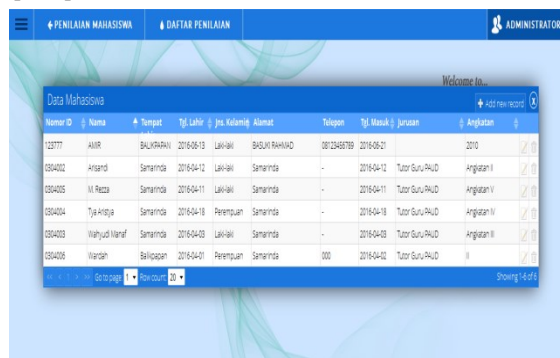 PENILAIAN MAHASISWA DAFTAR PENILAIAN ADMINISTRATOR
Welcome to...
Data Mahasiswa + Add new record
Nomor ID Nama Tempat Tgl. Lahir Jns. Kelamin Alamat Telepon Tgl. Masuk Jurusan Angkatan
123777 AMIR BALIKPAPAN 2016-06-13 Laki-laki BASUKI RAHMAD 08123456789 2016-06-21 2010
0304002 Arisandi Samarinda 2016-04-12 Laki-laki Samarinda - 2016-04-12 Tutor Guru PAUD Angkatan II
0304005 M. Rezza Samarinda 2016-04-11 Laki-laki Samarinda - 2016-04-11 Tutor Guru PAUD Angkatan V
0304004 Tya Aristya Samarinda 2016-04-18 Perempuan Samarinda - 2016-04-18 Tutor Guru PAUD Angkatan IV
0304003 Wahyudi Manaf Samarinda 2016-04-03 Laki-laki Samarinda - 2016-04-03 Tutor Guru PAUD Angkatan III
0304006 Wardah Balikpapan 2016-04-01 Perempuan Samarinda 000 2016-04-02 Tutor Guru PAUD II
<< < 1 > >> Go to page: 1 Row count: 20 Showing 1-6 of 6